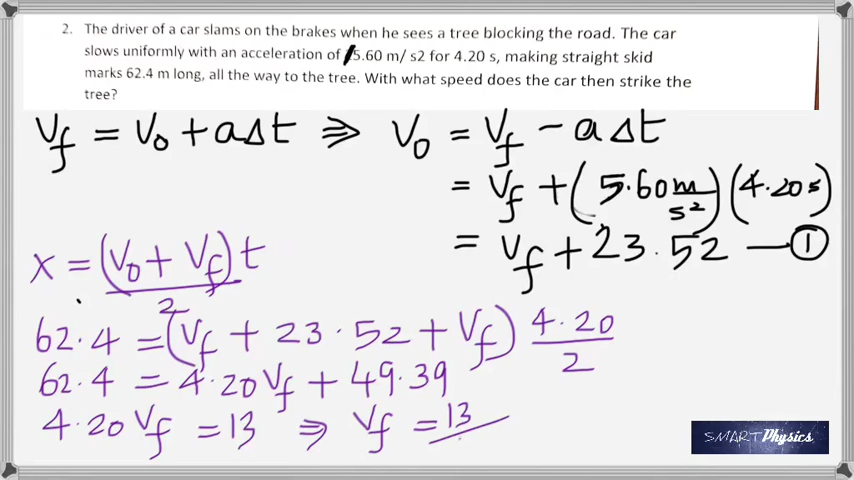 2. The driver of a car slams on the brakes when he sees a tree blocking the road. The car
slows uniformly with an acceleration of 5.60 m/ s2 for 4.20 s, making straight skid
marks 62.4 m long, all the way to the tree. With what speed does the car then strike the
tree?
Vf = V0 + aΔt ⇒ V0 = Vf − aΔt
= Vf + (5.60 m/s²)(4.20 s)
= Vf + 23.52 — ①
x = (V0 + Vf)/2 t
62.4 = (Vf + 23.52 + Vf) 4.20/2
62.4 = 4.20 Vf + 49.39
4.20 Vf = 13 ⇒ Vf = 13
SMART Physics